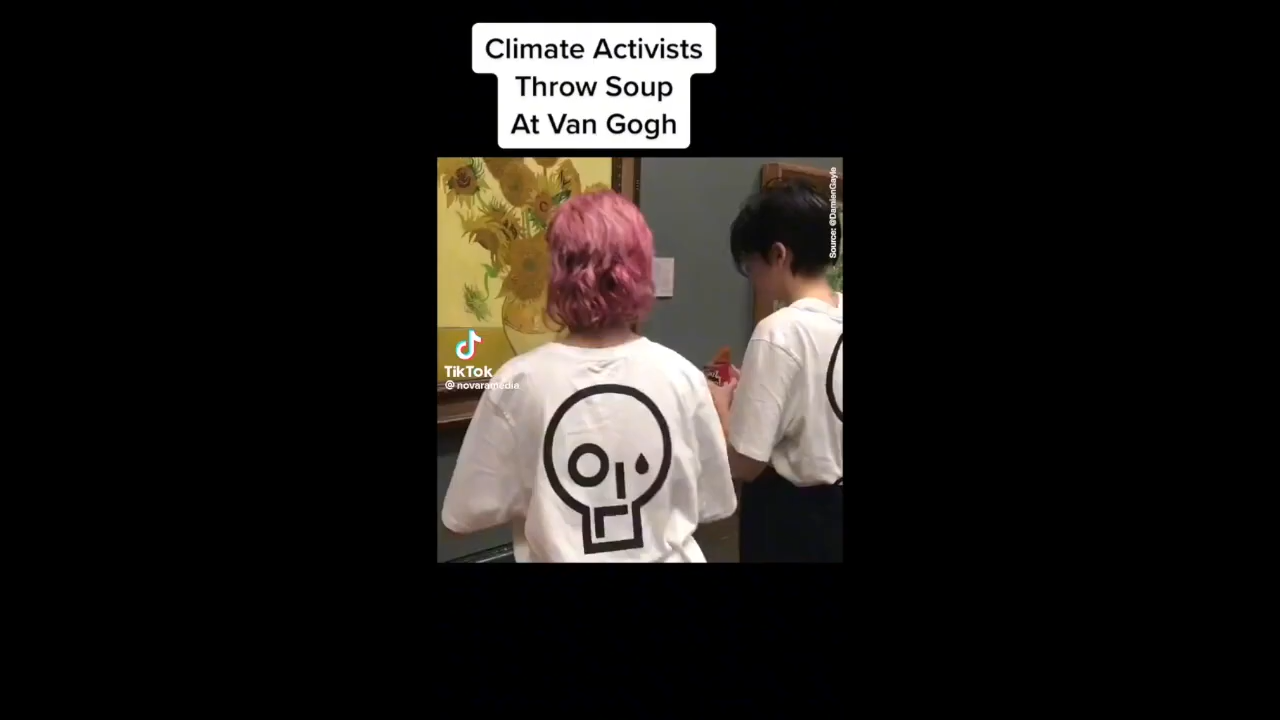 Climate Activists
Throw Soup
At Van Gogh
Source: @DamienGayle
TikTok
@novaramedia